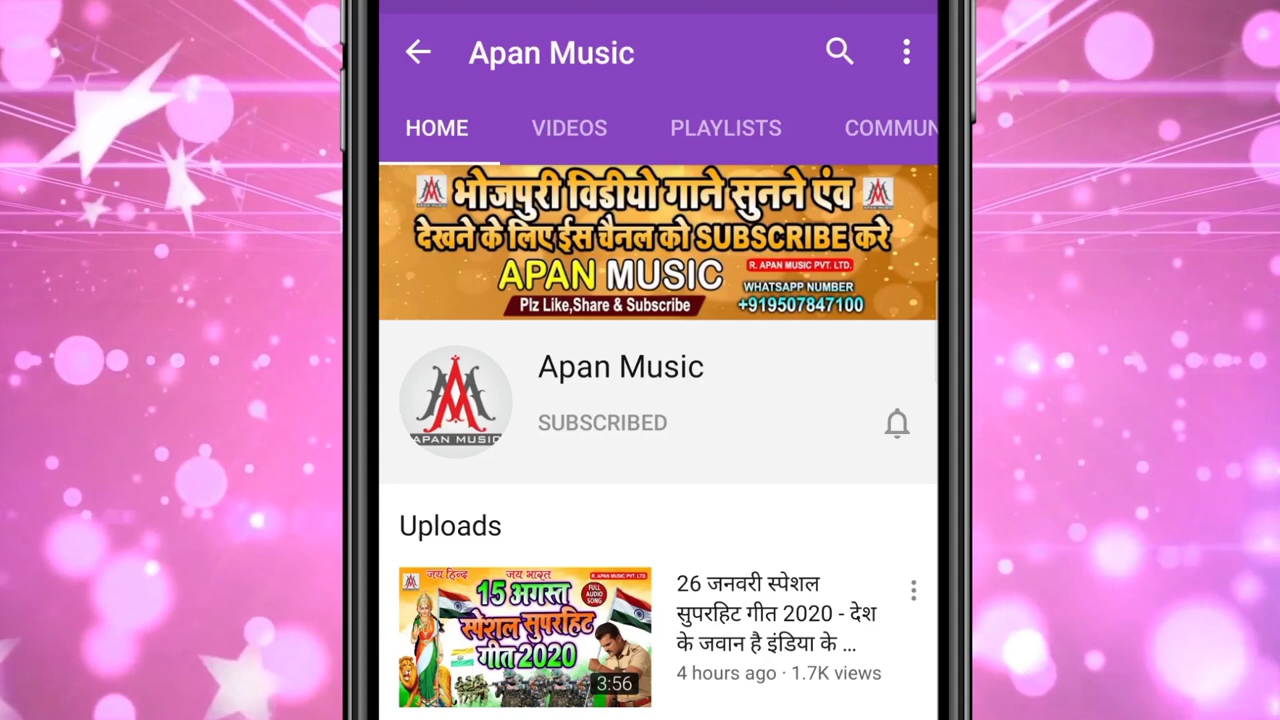 Apan Music
HOME VIDEOS PLAYLISTS COMMUN
भोजपुरी विडीयो गाने सुनने एंव
देखने के लिए ईस चैनल को SUBSCRIBE करे
APAN MUSIC
R. APAN MUSIC PVT. LTD.
WHATSAPP NUMBER
+919507847100
Plz Like,Share & Subscribe
Apan Music
SUBSCRIBED
APAN MUSIC
Uploads
जय हिन्द जय भारत
R. APAN MUSIC PVT. LTD
15 अगस्त
FULL
AUDIO
SONG
स्पेशल सुपरहिट
गीत 2020
3:56
26 जनवरी स्पेशल
सुपरहिट गीत 2020 - देश
के जवान है इंडिया के ...
4 hours ago · 1.7K views